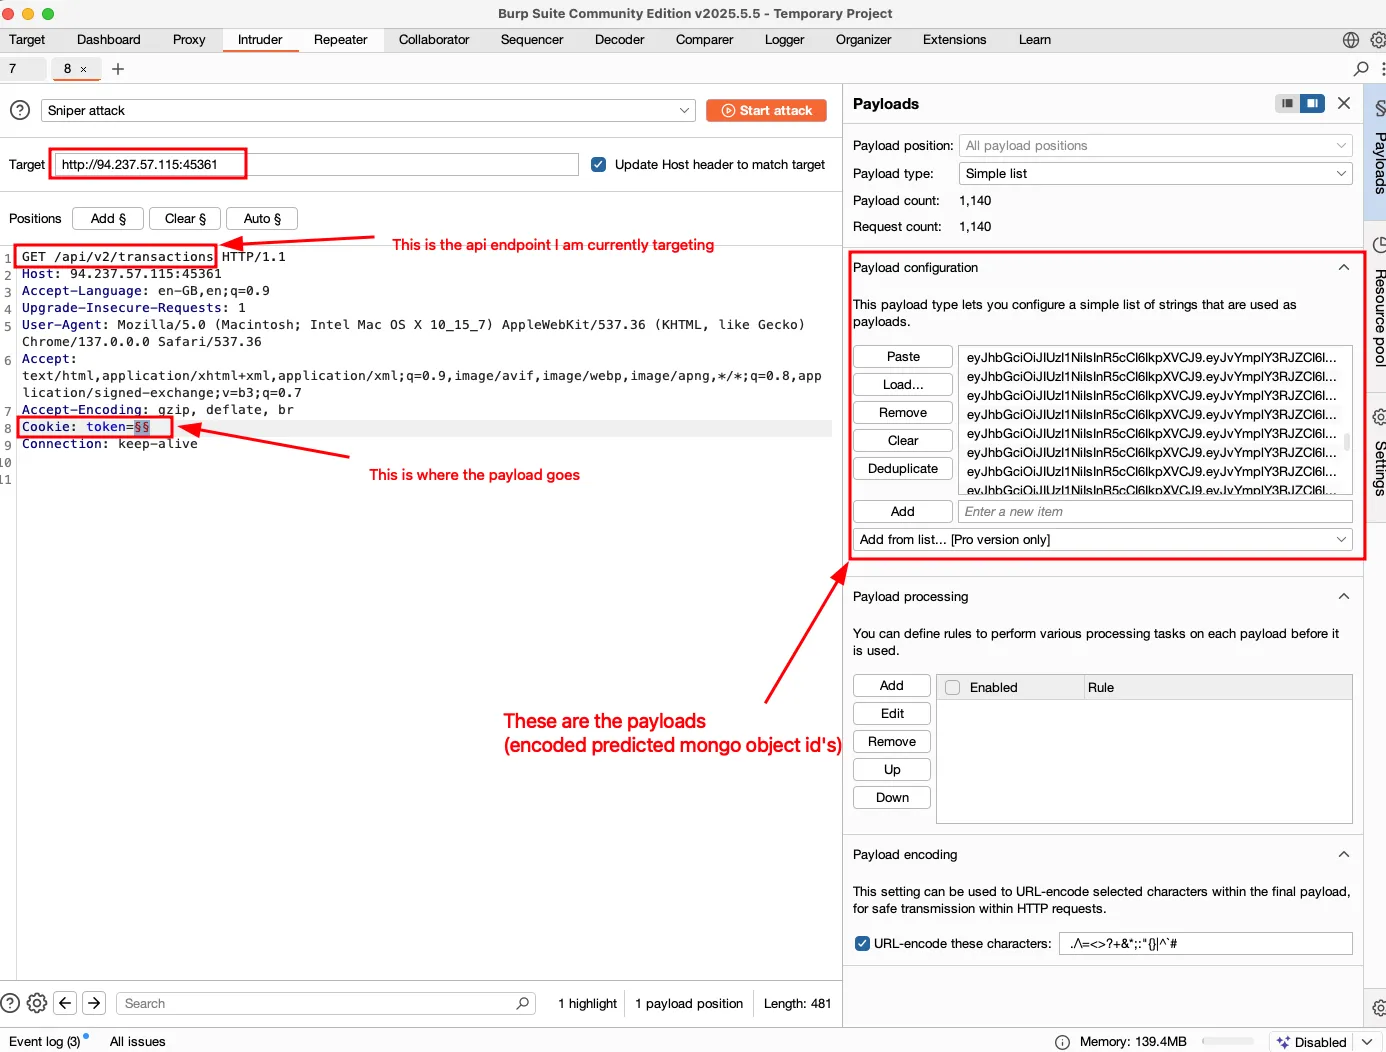 Burp Suite Community Edition v2025.5.5 - Temporary Project
Target Dashboard Proxy Intruder Repeater Collaborator Sequencer Decoder Comparer Logger Organizer Extensions Learn
7 8 × +
Sniper attack
Start attack
Target http://94.237.57.115:45361
Update Host header to match target
Positions Add § Clear § Auto §
This is the api endpoint I am currently targeting
1 GET /api/v2/transactions HTTP/1.1
2 Host: 94.237.57.115:45361
3 Accept-Language: en-GB,en;q=0.9
4 Upgrade-Insecure-Requests: 1
5 User-Agent: Mozilla/5.0 (Macintosh; Intel Mac OS X 10_15_7) AppleWebKit/537.36 (KHTML, like Gecko)
Chrome/137.0.0.0 Safari/537.36
6 Accept:
text/html,application/xhtml+xml,application/xml;q=0.9,image/avif,image/webp,image/apng,*/*;q=0.8,app
lication/signed-exchange;v=b3;q=0.7
7 Accept-Encoding: gzip, deflate, br
8 Cookie: token=§§
9 Connection: keep-alive
10
11
This is where the payload goes
These are the payloads
(encoded predicted mongo object id's)
Search
1 highlight
1 payload position
Length: 481
Payloads
Payload position: All payload positions
Payload type: Simple list
Payload count: 1,140
Request count: 1,140
Payload configuration
This payload type lets you configure a simple list of strings that are used as
payloads.
Paste
Load...
Remove
Clear
Deduplicate
eyJhbGciOiJIUzI1NiIsInR5cCI6IkpXVCJ9.eyJvYmplY3RJZCI6I...
eyJhbGciOiJIUzI1NiIsInR5cCI6IkpXVCJ9.eyJvYmplY3RJZCI6I...
eyJhbGciOiJIUzI1NiIsInR5cCI6IkpXVCJ9.eyJvYmplY3RJZCI6I...
eyJhbGciOiJIUzI1NiIsInR5cCI6IkpXVCJ9.eyJvYmplY3RJZCI6I...
eyJhbGciOiJIUzI1NiIsInR5cCI6IkpXVCJ9.eyJvYmplY3RJZCI6I...
eyJhbGciOiJIUzI1NiIsInR5cCI6IkpXVCJ9.eyJvYmplY3RJZCI6I...
eyJhbGciOiJIUzI1NiIsInR5cCI6IkpXVCJ9.eyJvYmplY3RJZCI6I...
eyJhbGciOiJIUzI1NiIsInR5cCI6IkpXVCJ9.eyJvYmplY3RJZCI6I...
Add Enter a new item
Add from list... [Pro version only]
Payload processing
You can define rules to perform various processing tasks on each payload before it
is used.
Add
Edit
Remove
Up
Down
Enabled Rule
Payload encoding
This setting can be used to URL-encode selected characters within the final payload,
for safe transmission within HTTP requests.
URL-encode these characters: ./\=<>?+&*;:"{}|^`#
Payloads
Resource pool
Settings
Event log (3) All issues
Memory: 139.4MB
Disabled